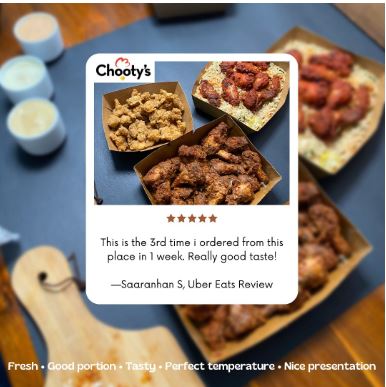 Chooty's
This is the 3rd time i ordered from this
place in 1 week. Really good taste!
—Saaranhan S, Uber Eats Review
Fresh • Good portion • Tasty • Perfect temperature • Nice presentation